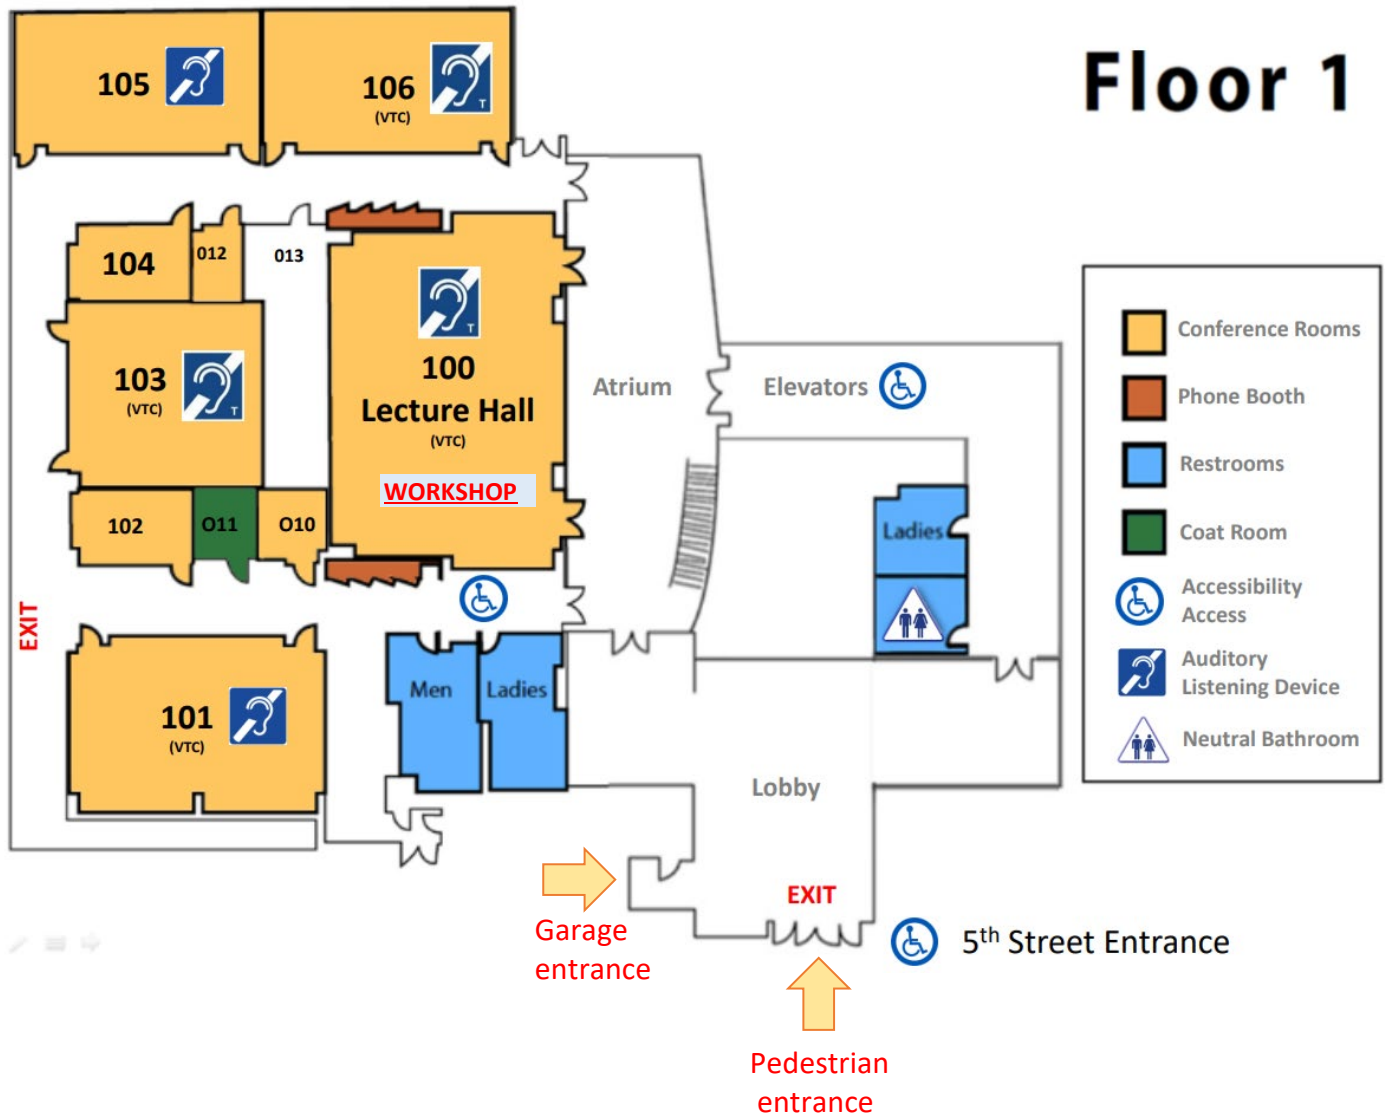 Floor 1
105
106
(VTC)
T
104
012
013
103
(VTC)
T
T
100
Lecture Hall
(VTC)
WORKSHOP
102
O11
O10
EXIT
101
(VTC)
Men
Ladies
Atrium
Elevators
Ladies
Lobby
EXIT
Garage
entrance
5th Street Entrance
Pedestrian
entrance
Conference Rooms
Phone Booth
Restrooms
Coat Room
Accessibility
Access
Auditory
Listening Device
Neutral Bathroom